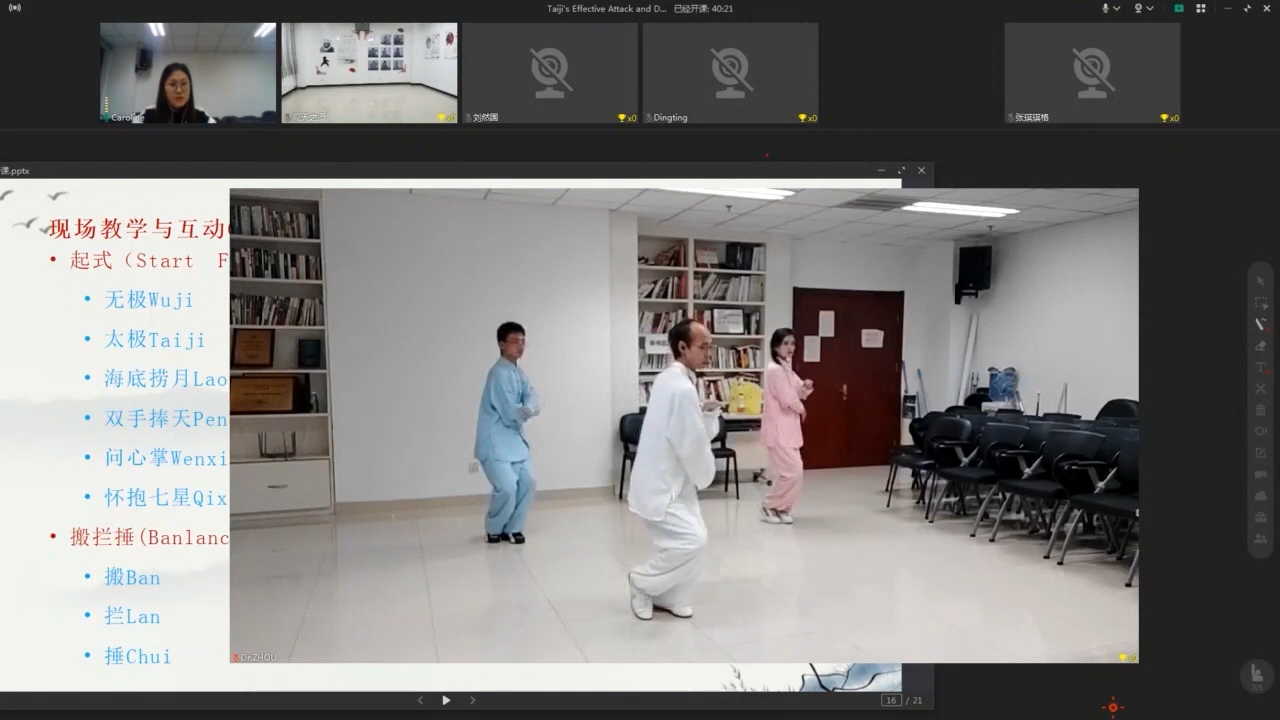 Taiji's Effective Attack and D... 已经开课: 40:21
Caroline
x0
刘然国
x0
Dingting
x0
张琪琪格
x0
课.pptx
现场教学与互动
起式（Start F
无极Wuji
太极Taiji
海底捞月Lao
双手捧天Pen
问心掌Wenxi
怀抱七星Qix
搬拦捶(Banlanc
搬Ban
拦Lan
捶Chui
Dr.ZHOU
x0
16 / 21